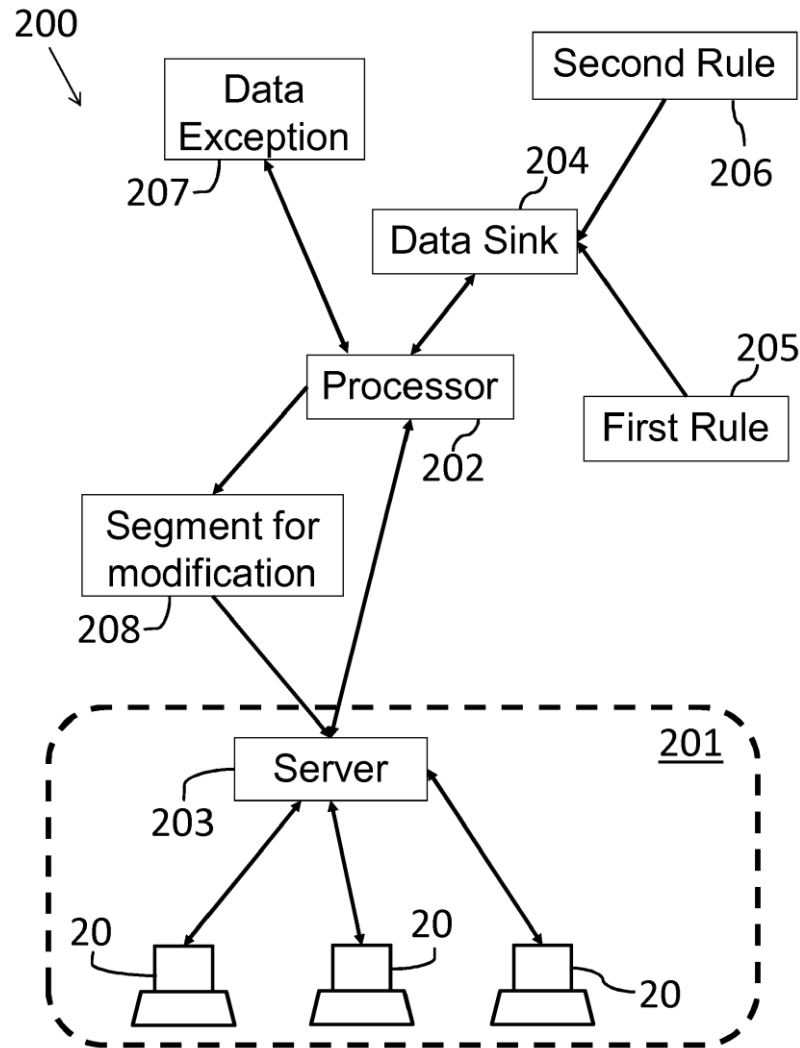 200
Second Rule
Data
Exception
206
207
204
Data Sink
205
Processor
First Rule
202
Segment for
modification
208
201
Server
203
20
20
20